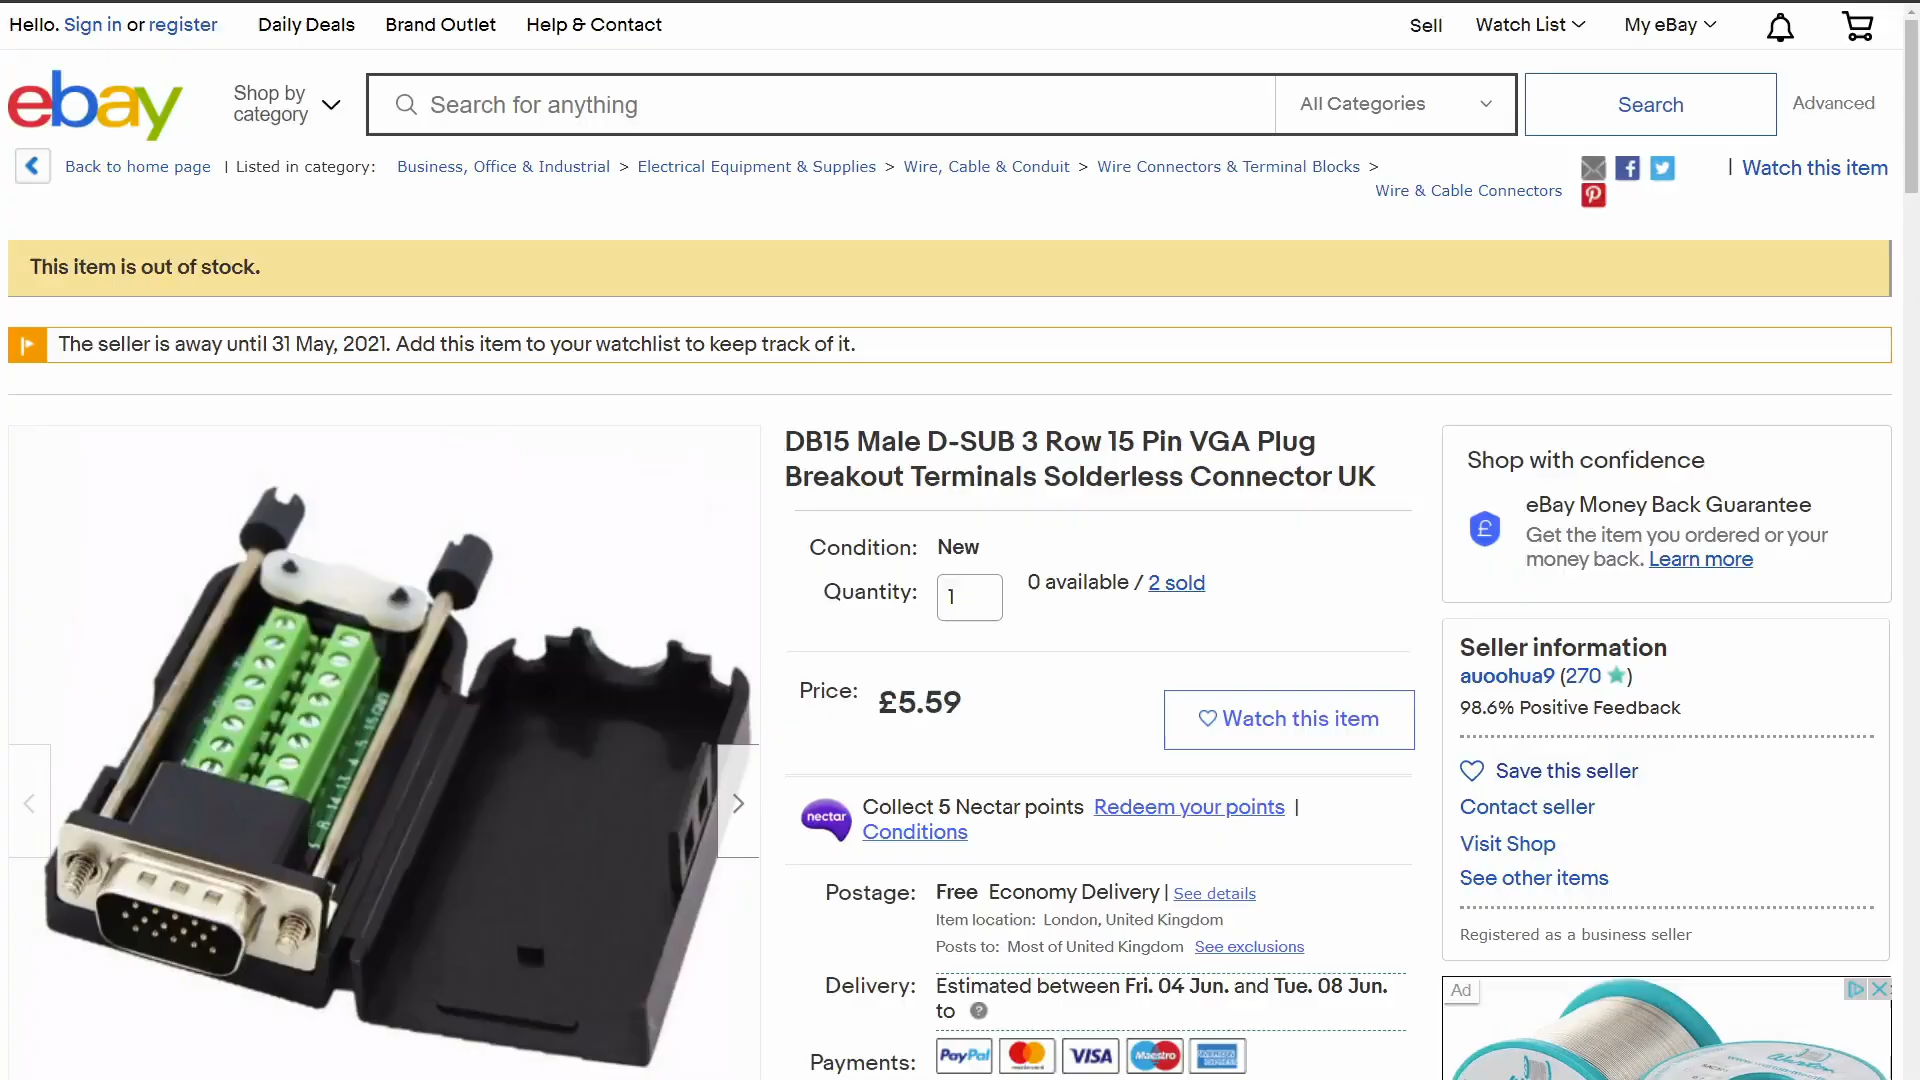 Hello. Sign in or register Daily Deals Brand Outlet Help & Contact Sell Watch List My eBay
ebay Shop by category Search for anything All Categories Search Advanced
Back to home page | Listed in category: Business, Office & Industrial > Electrical Equipment & Supplies > Wire, Cable & Conduit > Wire Connectors & Terminal Blocks >
Wire & Cable Connectors
| Watch this item
This item is out of stock.
The seller is away until 31 May, 2021. Add this item to your watchlist to keep track of it.
DB15 Male D-SUB 3 Row 15 Pin VGA Plug
Breakout Terminals Solderless Connector UK
Condition: New
Quantity: 1 0 available / 2 sold
Price: £5.59
Watch this item
nectar Collect 5 Nectar points Redeem your points |
Conditions
Postage: Free Economy Delivery | See details
Item location: London, United Kingdom
Posts to: Most of United Kingdom See exclusions
Delivery: Estimated between Fri. 04 Jun. and Tue. 08 Jun.
to ?
Payments: PayPal mastercard VISA Maestro
Shop with confidence
eBay Money Back Guarantee
£ Get the item you ordered or your
money back. Learn more
Seller information
auoohua9 (270)
98.6% Positive Feedback
Save this seller
Contact seller
Visit Shop
See other items
Registered as a business seller
Ad